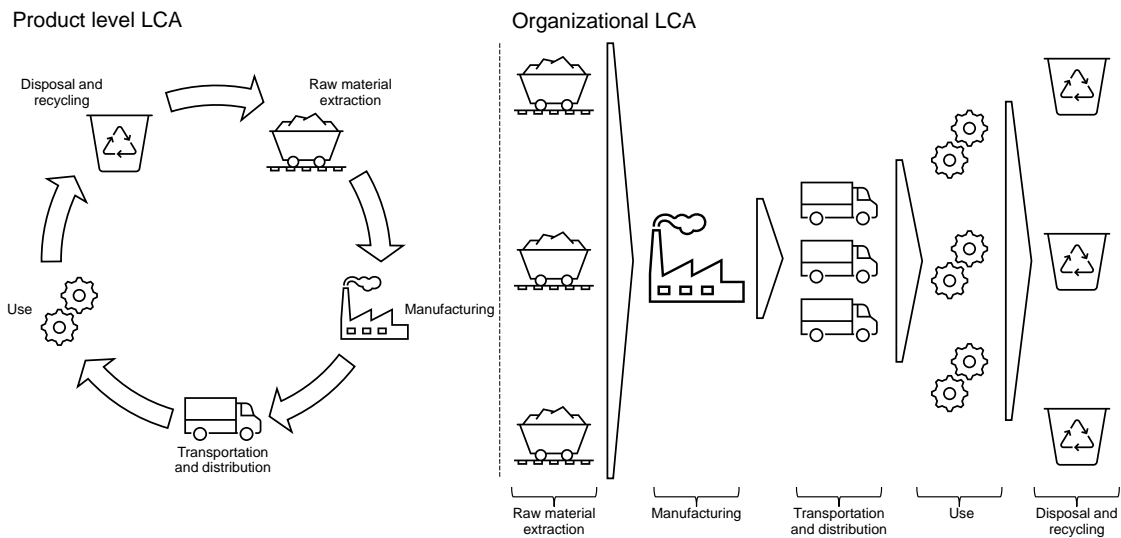 Product level LCA
Disposal and
recycling
Raw material
extraction
Use
Manufacturing
Transportation
and distribution
Organizational LCA
Raw material
extraction
Manufacturing
Transportation
and distribution
Use
Disposal and
recycling